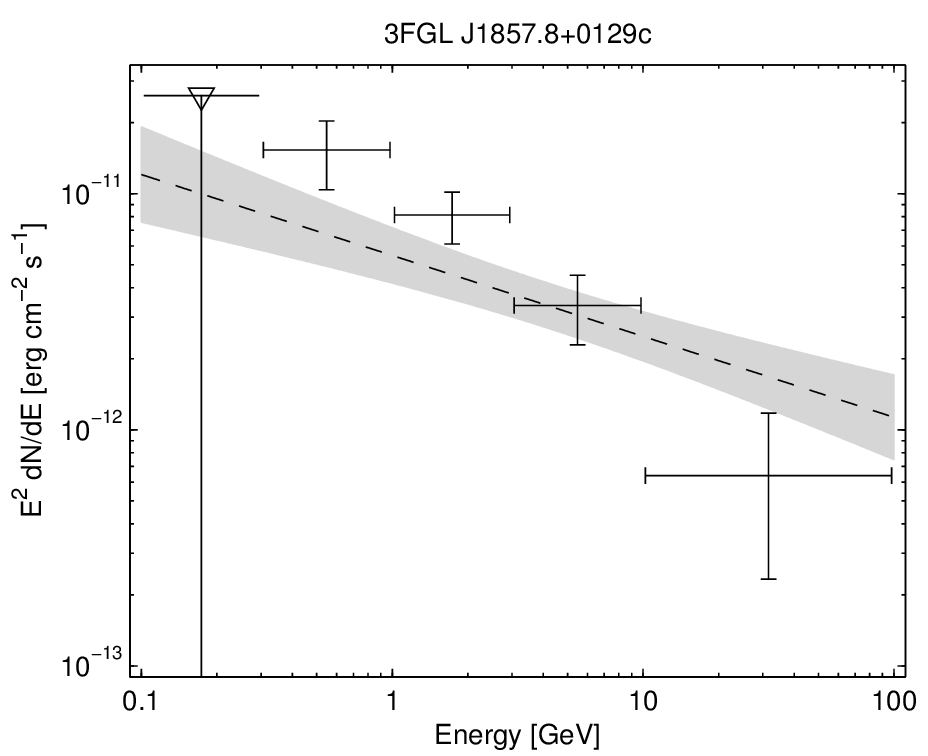 3FGL J1857.8+0129c
10⁻¹¹
10⁻¹²
10⁻¹³
E² dN/dE [erg cm⁻² s⁻¹]
0.1 1 10 100
Energy [GeV]